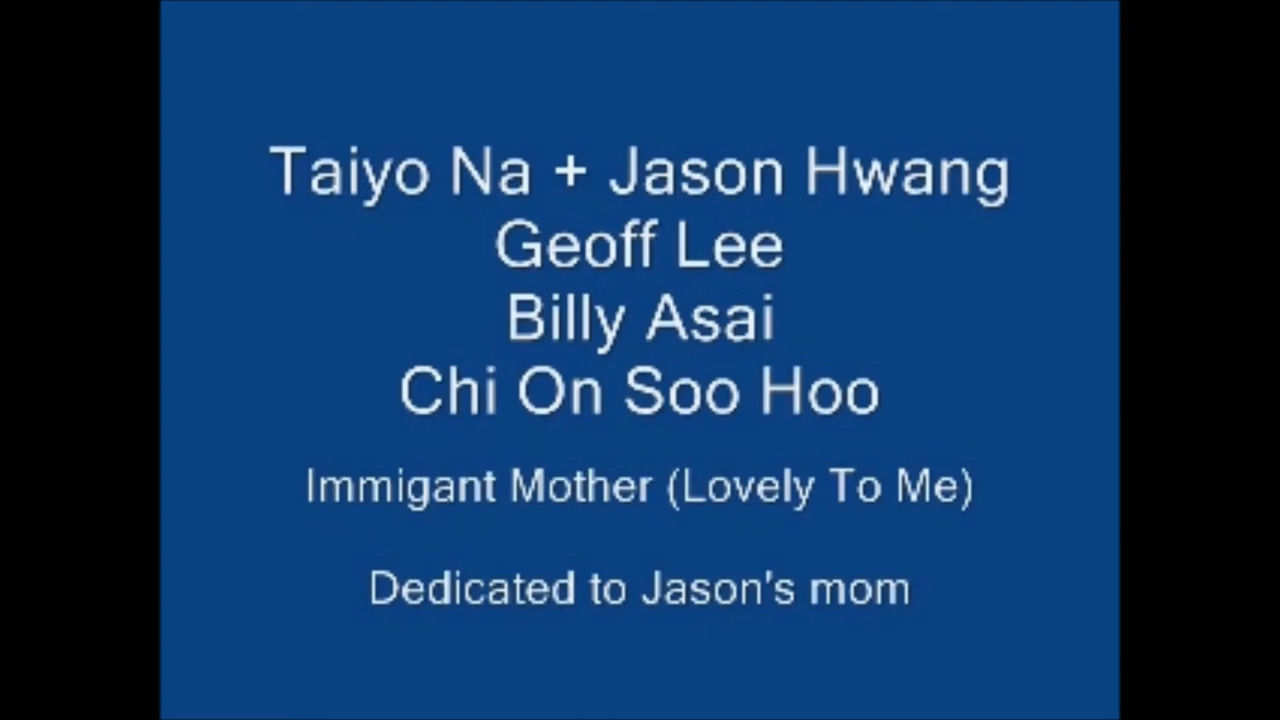 Taiyo Na + Jason Hwang
Geoff Lee
Billy Asai
Chi On Soo Hoo
Immigant Mother (Lovely To Me)
Dedicated to Jason's mom